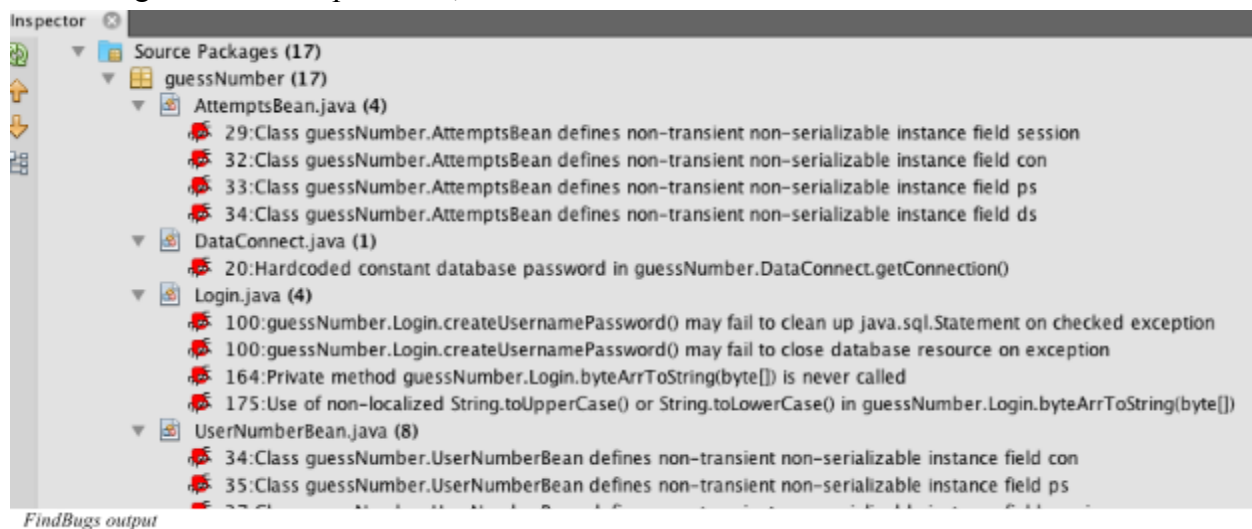 Inspector
Source Packages (17)
guessNumber (17)
AttemptsBean.java (4)
29:Class guessNumber.AttemptsBean defines non-transient non-serializable instance field session
32:Class guessNumber.AttemptsBean defines non-transient non-serializable instance field con
33:Class guessNumber.AttemptsBean defines non-transient non-serializable instance field ps
34:Class guessNumber.AttemptsBean defines non-transient non-serializable instance field ds
DataConnect.java (1)
20:Hardcoded constant database password in guessNumber.DataConnect.getConnection()
Login.java (4)
100:guessNumber.Login.createUsernamePassword() may fail to clean up java.sql.Statement on checked exception
100:guessNumber.Login.createUsernamePassword() may fail to close database resource on exception
164:Private method guessNumber.Login.byteArrToString(byte[]) is never called
175:Use of non-localized String.toUpperCase() or String.toLowerCase() in guessNumber.Login.byteArrToString(byte[])
UserNumberBean.java (8)
34:Class guessNumber.UserNumberBean defines non-transient non-serializable instance field con
35:Class guessNumber.UserNumberBean defines non-transient non-serializable instance field ps
FindBugs output